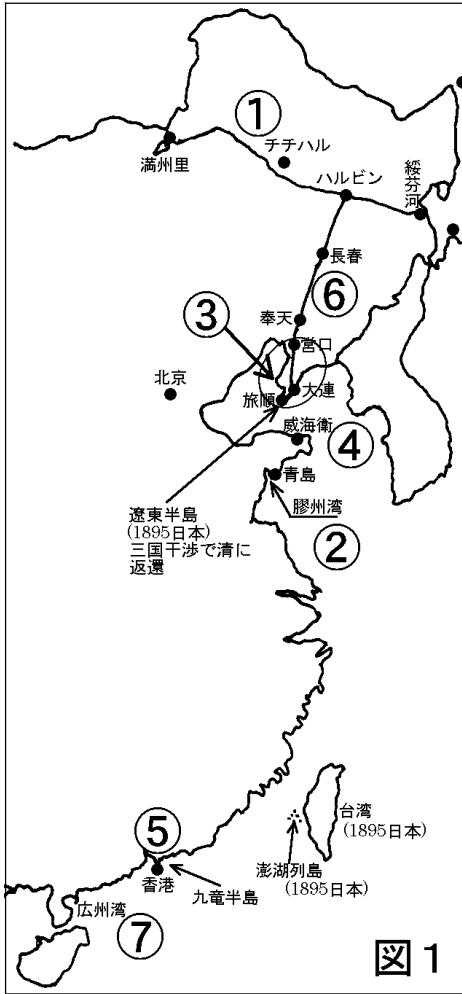 ①
チチハル
満州里
ハルビン
綏芬河
長春
⑥
奉天
③
営口
北京
大連
旅順
威海衛
④
青島
膠州湾
遼東半島
(1895日本)
三国干渉で清に
返還
②
台湾
(1895日本)
⑤
澎湖列島
(1895日本)
香港
九竜半島
広州湾
⑦
図1